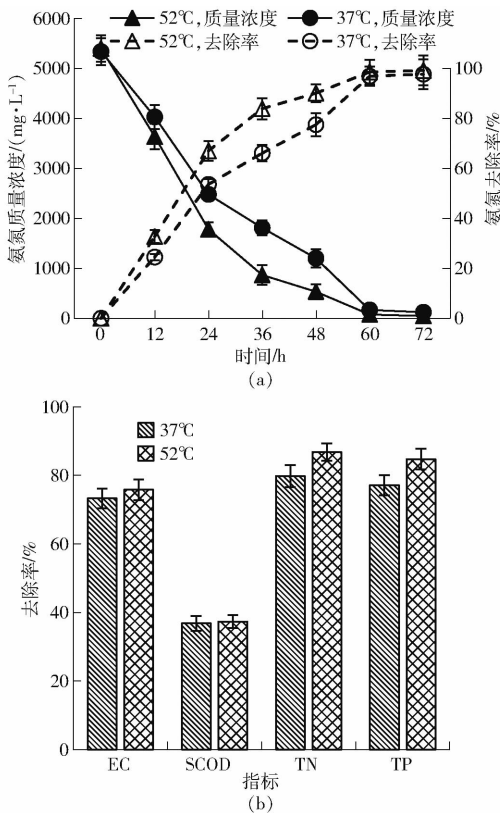 52℃,质量浓度 37℃,质量浓度
52℃,去除率 37℃,去除率
氨氮质量浓度/(mg·L⁻¹)
6000
5000
4000
3000
2000
1000
0
100
80
60
40
20
0
氨氮去除率/%
0 12 24 36 48 60 72
时间/h
(a)
37℃
52℃
去除率/%
100
80
60
40
20
0
EC SCOD TN TP
指标
(b)